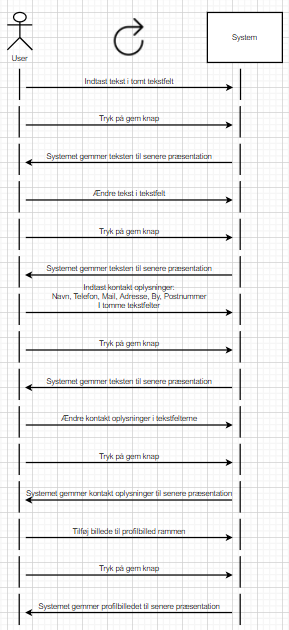 User
System
Indtast tekst i tomt tekstfelt
Tryk på gem knap
Systemet gemmer teksten til senere præsentation
Ændre tekst i tekstfelt
Tryk på gem knap
Systemet gemmer teksten til senere præsentation
Indtast kontakt oplysninger:
Navn, Telefon, Mail, Adresse, By, Postnummer
I tomme tekstfelter
Tryk på gem knap
Systemet gemmer teksten til senere præsentation
Ændre kontakt oplysninger i tekstfelterne
Tryk på gem knap
Systemet gemmer kontakt oplysninger til senere præsentation
Tilføj billede til profilbilled rammen
Tryk på gem knap
Systemet gemmer profilbilledet til senere præsentation